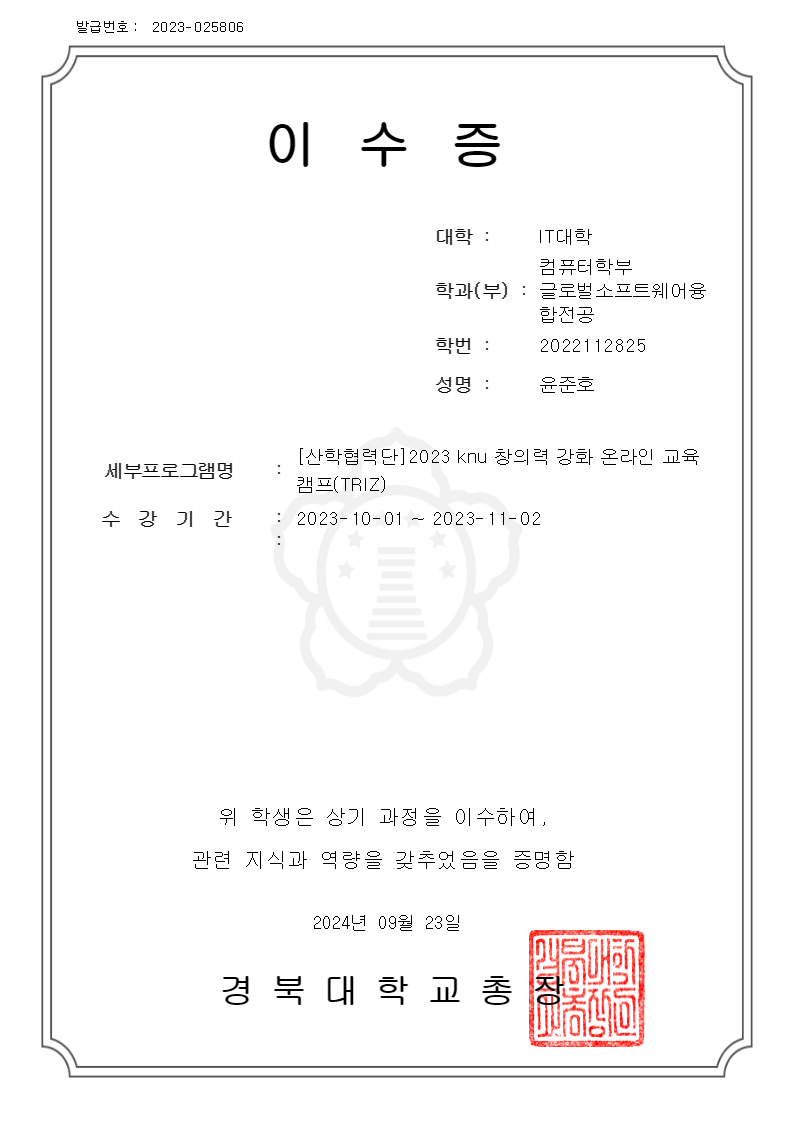 발급번호 : 2023-025806
이 수 증
대학 : IT대학
컴퓨터학부
학과(부) : 글로벌소프트웨어융
합전공
학번 : 2022112825
성명 : 윤준호
[산학협력단]2023 knu 창의력 강화 온라인 교육
세부프로그램명 :
캠프(TRIZ)
수 강 기 간 : 2023-10-01 ~ 2023-11-02
:
위 학생은 상기 과정을 이수하여,
관련 지식과 역량을 갖추었음을 증명함
2024년 09월 23일
경 북 대 학 교 총 장